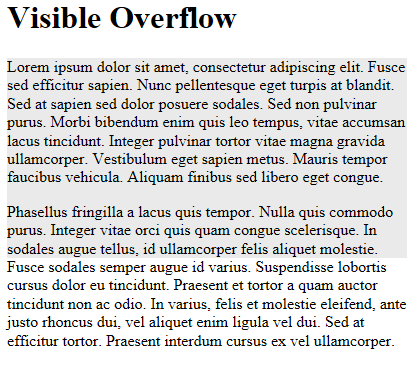 Visible Overflow
Lorem ipsum dolor sit amet, consectetur adipiscing elit. Fusce
sed efficitur sapien. Nunc pellentesque eget turpis at blandit.
Sed at sapien sed dolor posuere sodales. Sed non pulvinar
purus. Morbi bibendum enim quis leo tempus, vitae accumsan
lacus tincidunt. Integer pulvinar tortor vitae magna gravida
ullamcorper. Vestibulum eget sapien metus. Mauris tempor
faucibus vehicula. Aliquam finibus sed libero eget congue.
Phasellus fringilla a lacus quis tempor. Nulla quis commodo
purus. Integer vitae orci quis quam congue scelerisque. In
sodales augue tellus, id ullamcorper felis aliquet molestie.
Fusce sodales semper augue id varius. Suspendisse lobortis
cursus dolor eu tincidunt. Praesent et tortor a quam auctor
tincidunt non ac odio. In varius, felis et molestie eleifend, ante
justo rhoncus dui, vel aliquet enim ligula vel dui. Sed at
efficitur tortor. Praesent interdum cursus ex vel ullamcorper.